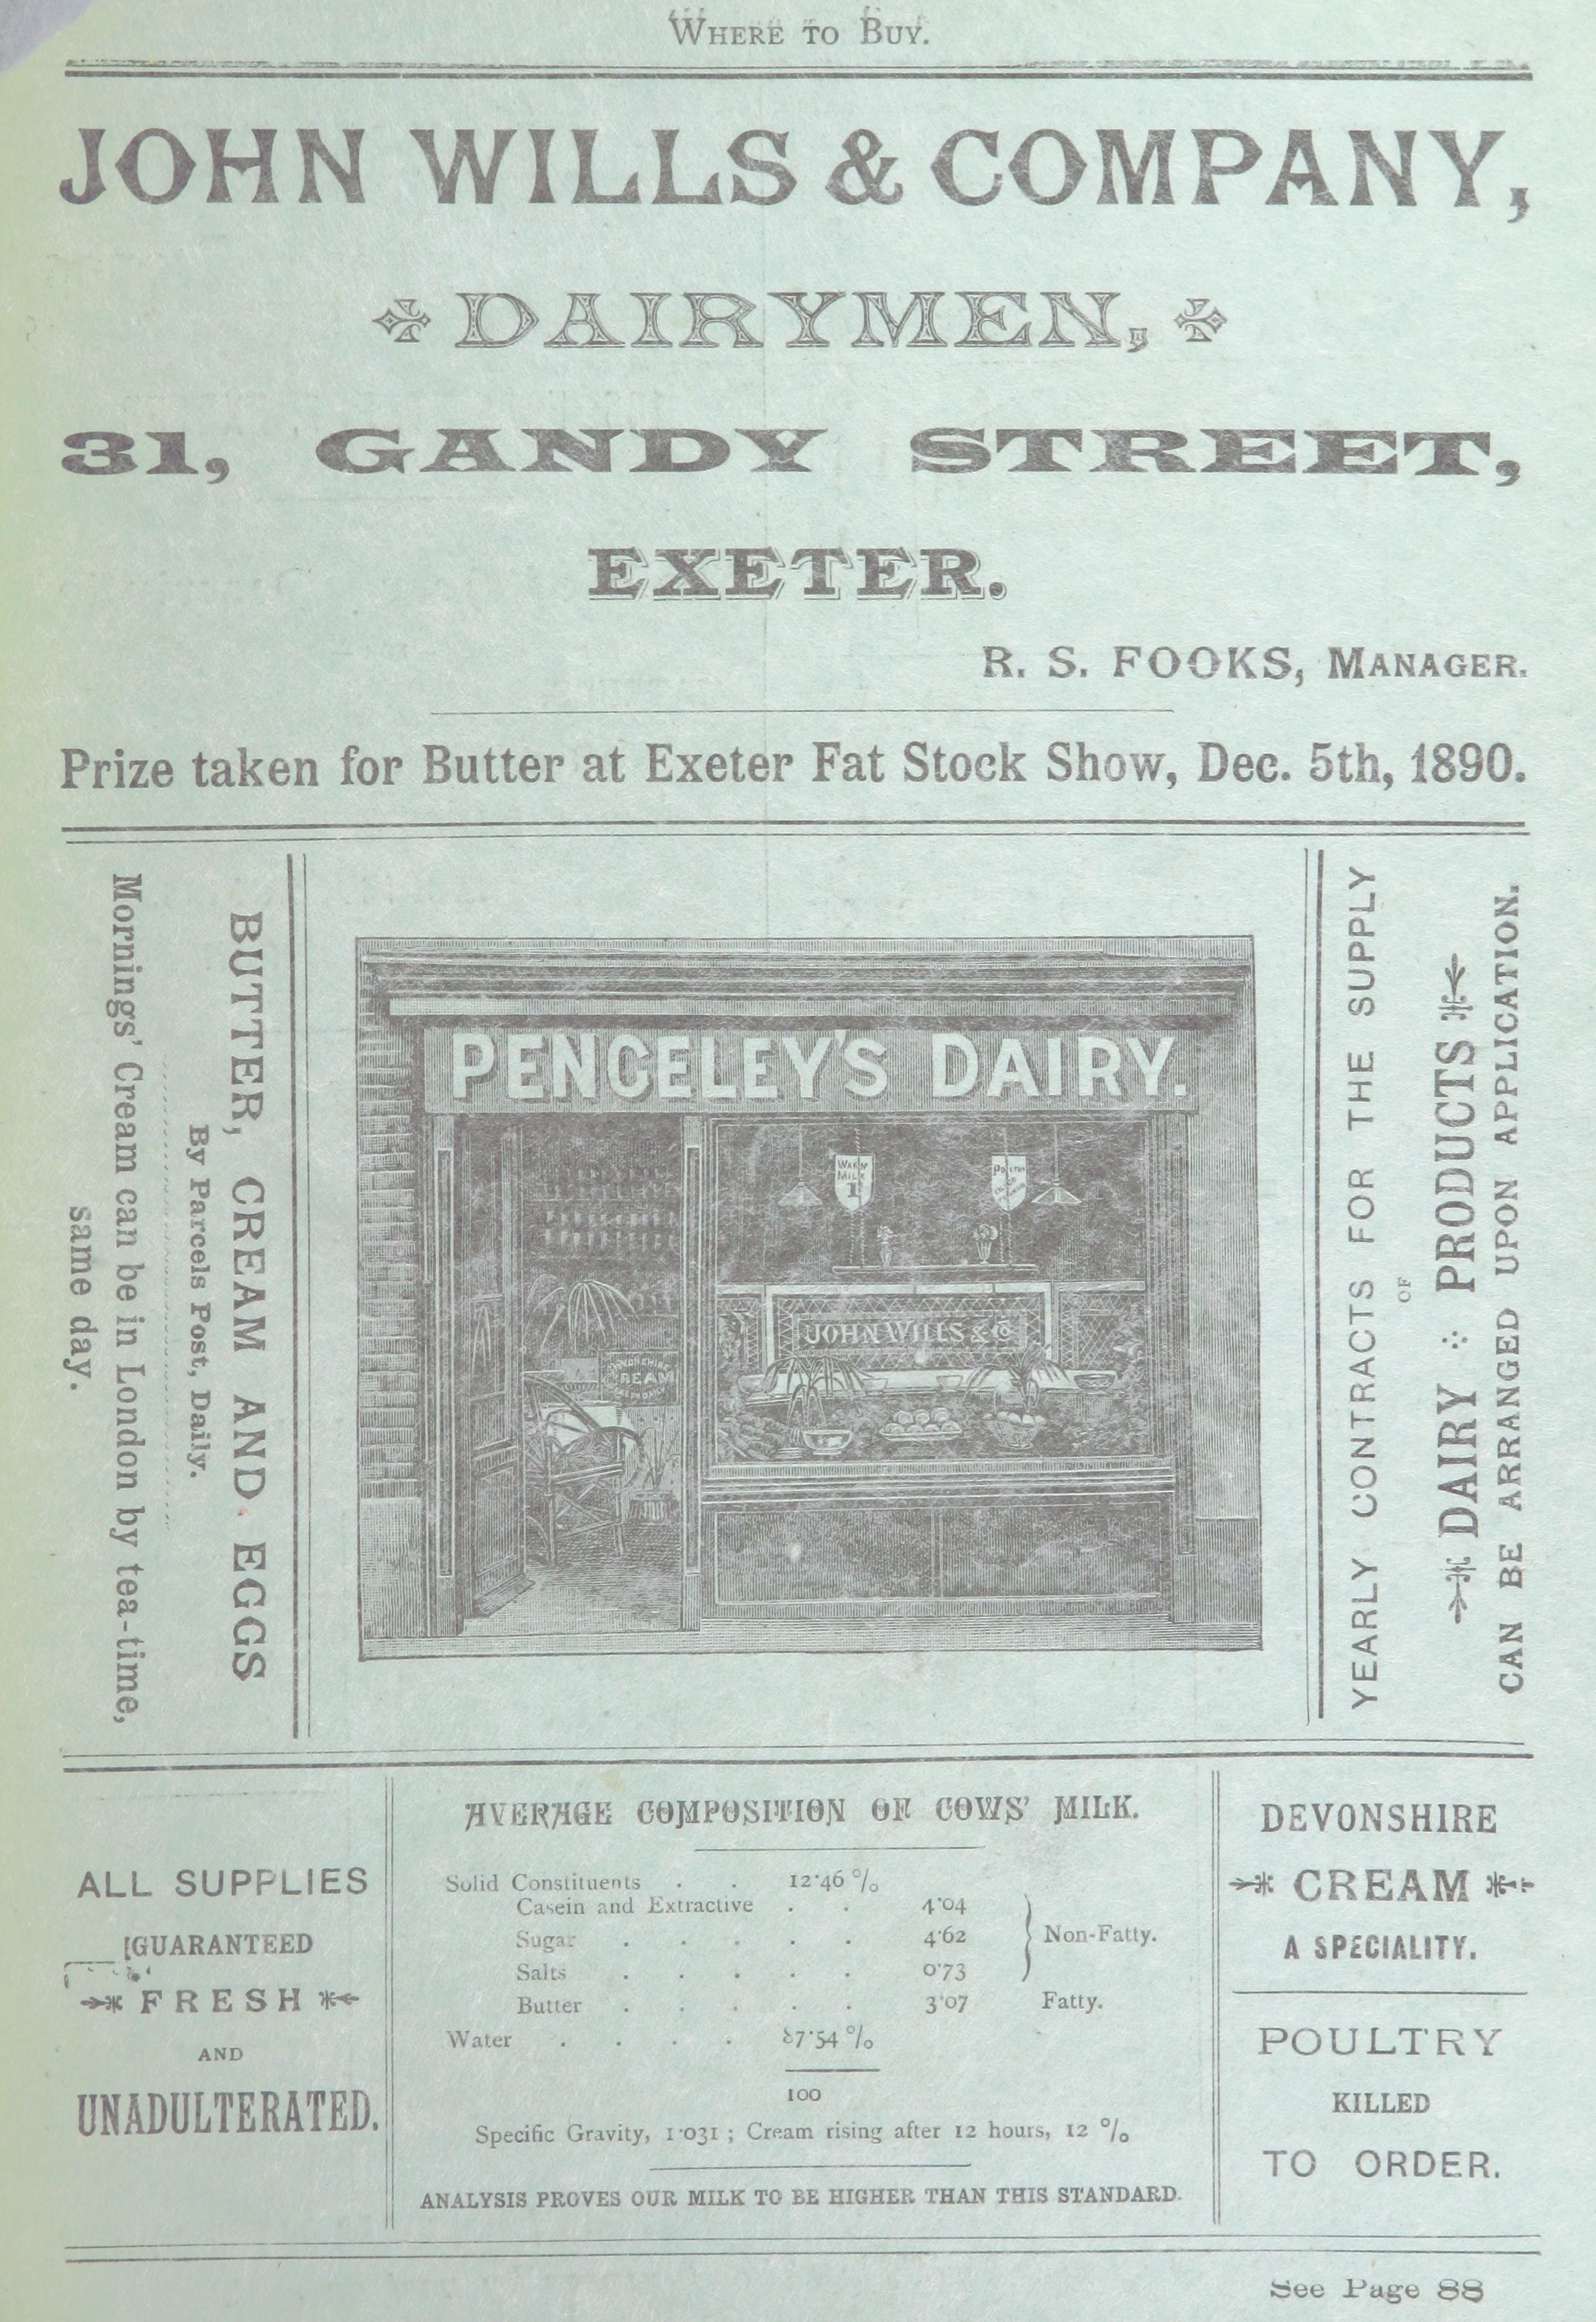 WHERE TO BUY.
JOHN WILLS & COMPANY,
DAIRYMEN,
31, GANDY STREET,
EXETER.
R. S. FOOKS, MANAGER.
Prize taken for Butter at Exeter Fat Stock Show, Dec. 5th, 1890.
BUTTER, CREAM AND EGGS
By Parcels Post, Daily.
Mornings' Cream can be in London by tea-time,
same day.
PENGELEY'S DAIRY.
WARM
MILK
1
JOHN WILLS & Co
CREAM
YEARLY CONTRACTS FOR THE SUPPLY
OF
DAIRY PRODUCTS
CAN BE ARRANGED UPON APPLICATION.
ALL SUPPLIES
GUARANTEED
FRESH
AND
UNADULTERATED.
AVERAGE COMPOSITION OF COWS' MILK.
Solid Constituents . . 12·46 %
Casein and Extractive . . 4·04
Sugar . . . . . 4·62
Non-Fatty.
Salts . . . . . 0·73
Butter . . . . . 3·07 Fatty.
Water . . . . 87·54 %
100
Specific Gravity, 1·031 ; Cream rising after 12 hours, 12 %
ANALYSIS PROVES OUR MILK TO BE HIGHER THAN THIS STANDARD.
DEVONSHIRE
CREAM
A SPECIALITY.
POULTRY
KILLED
TO ORDER.
See Page 88